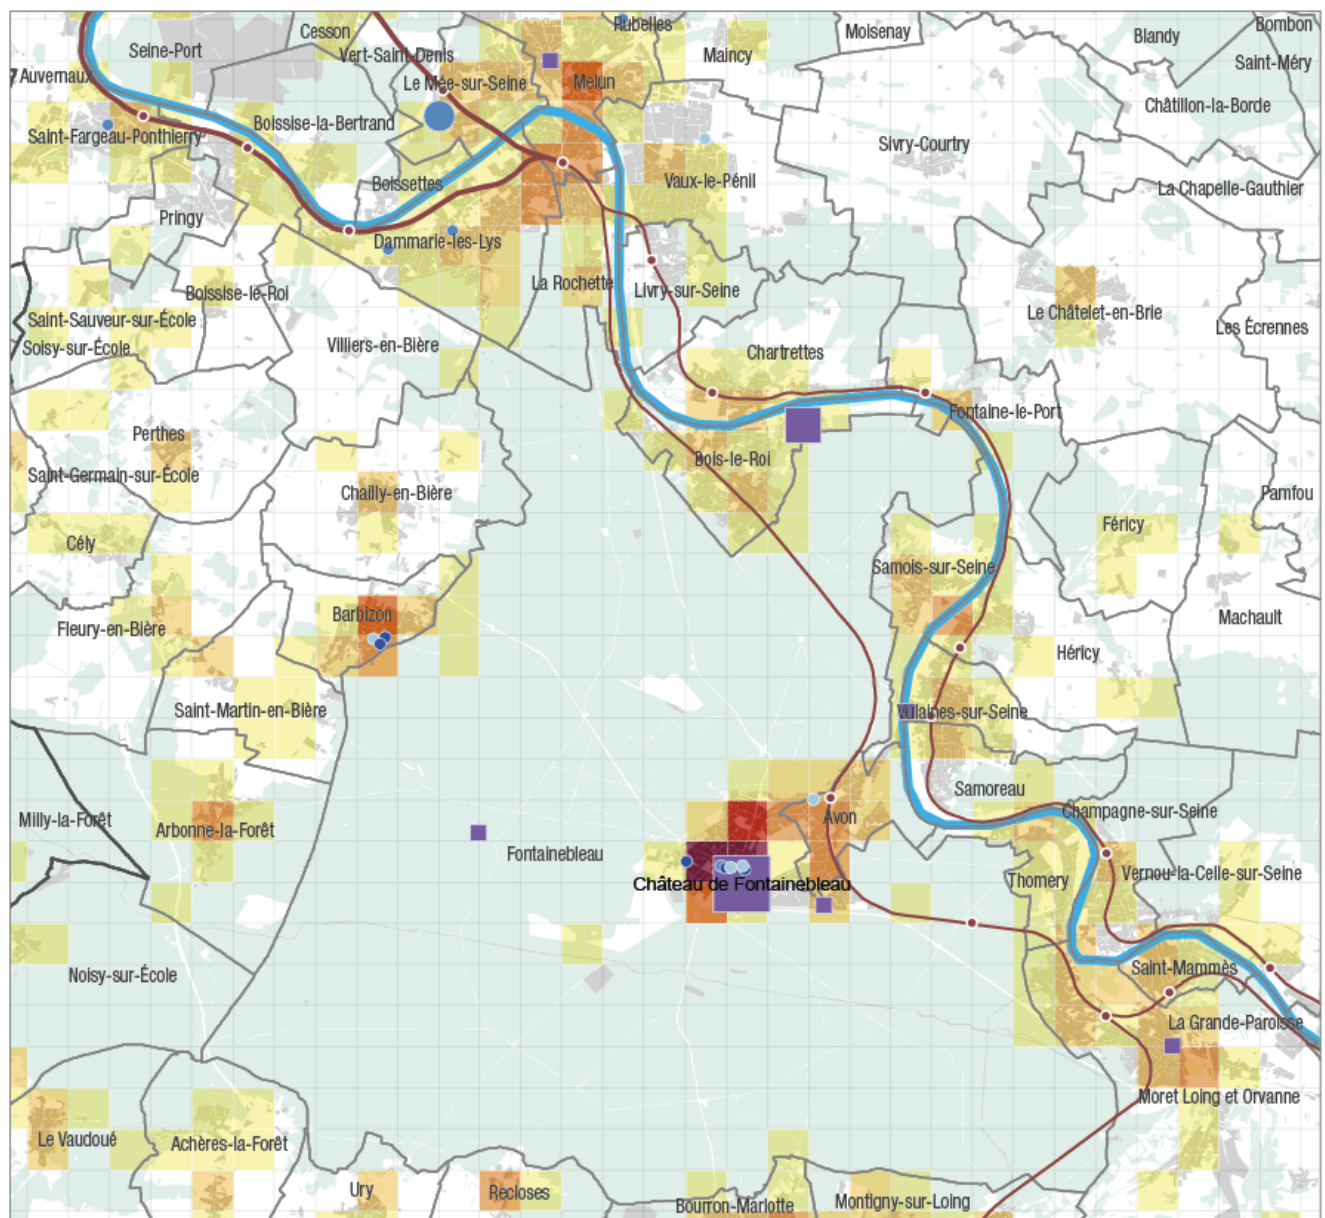 Bombon
Rubelles
Cesson
Moisenay
Blandy
Seine-Port
Vert-Saint-Denis
Maincy
Saint-Méry
Auvernaux
Le Mée-sur-Seine
Melun
Châtillon-la-Borde
Saint-Fargeau-Ponthierry
Boissise-la-Bertrand
Sivry-Courtry
Boissettes
Vaux-le-Pénil
La Chapelle-Gauthier
Pringy
Dammarie-les-Lys
La Rochette
Livry-sur-Seine
Boissise-le-Roi
Le Châtelet-en-Brie
Saint-Sauveur-sur-École
Les Écrennes
Soisy-sur-École
Villiers-en-Bière
Chartrettes
Fontaine-le-Port
Perthes
Bois-le-Roi
Saint-Germain-sur-École
Chailly-en-Bière
Pamfou
Féricy
Cély
Samois-sur-Seine
Barbizon
Machault
Fleury-en-Bière
Héricy
Saint-Martin-en-Bière
Vulaines-sur-Seine
Samoreau
Champagne-sur-Seine
Milly-la-Forêt
Avon
Arbonne-la-Forêt
Fontainebleau
Vernou-la-Celle-sur-Seine
Thomery
Château de Fontainebleau
Noisy-sur-École
Saint-Mammès
La Grande-Paroisse
Moret Loing et Orvanne
Le Vaudoué
Achères-la-Forêt
Ury
Recloses
Bourron-Marlotte
Montigny-sur-Loing